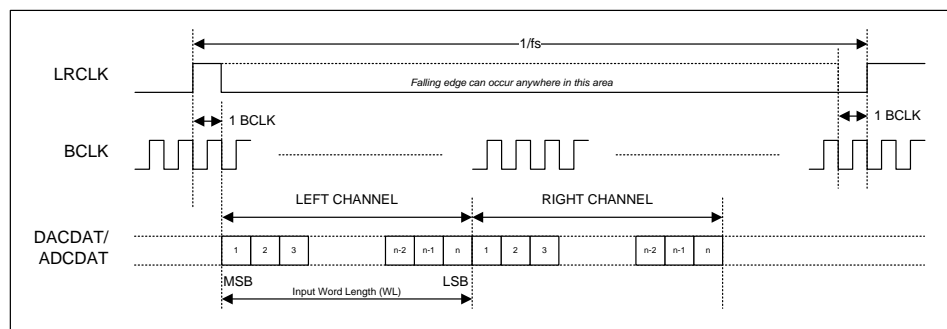 1/fs
LRCLK
Falling edge can occur anywhere in this area
1 BCLK
1 BCLK
BCLK
LEFT CHANNEL
RIGHT CHANNEL
DACDAT/
ADCDAT
1 2 3 n-2 n-1 n 1 2 3 n-2 n-1 n
MSB
LSB
Input Word Length (WL)